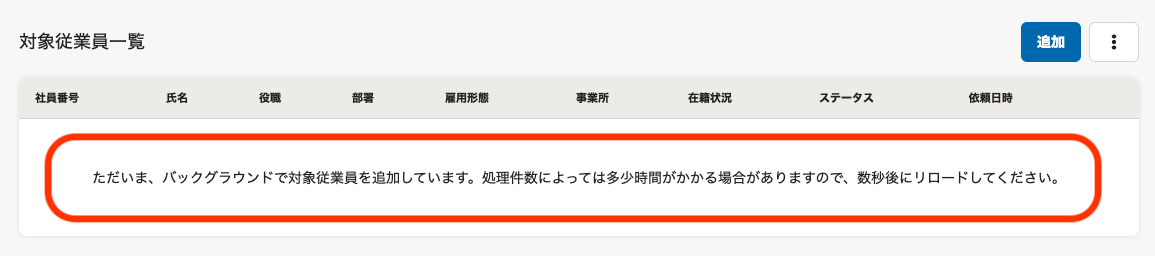 対象従業員一覧
追加
社員番号 氏名 役職 部署 雇用形態 事業所 在籍状況 ステータス 依頼日時
ただいま、バックグラウンドで対象従業員を追加しています。処理件数によっては多少時間がかかる場合がありますので、数秒後にリロードしてください。